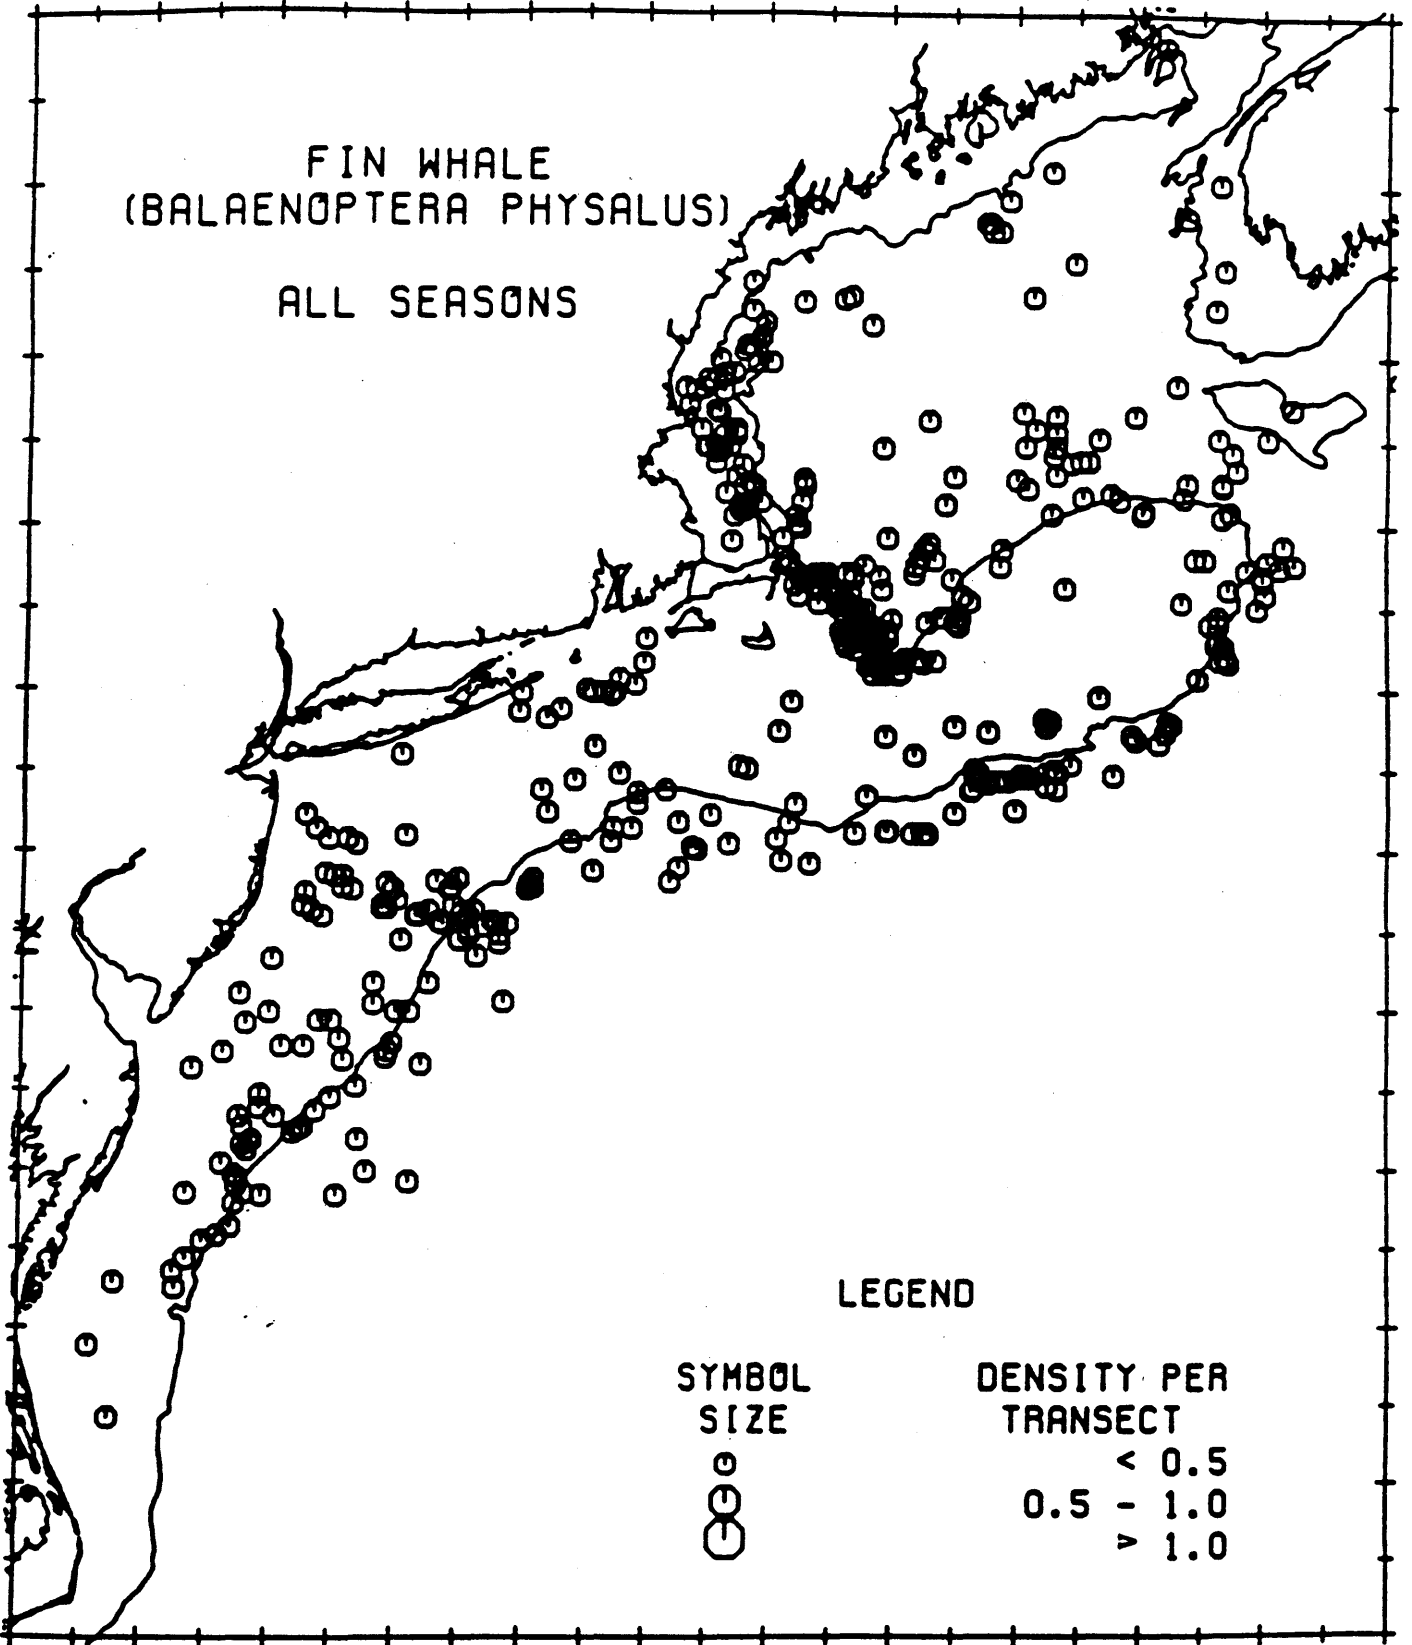 FIN WHALE
(BALAENOPTERA PHYSALUS)
ALL SEASONS
LEGEND
SYMBOL SIZE
DENSITY PER TRANSECT
< 0.5
0.5 - 1.0
> 1.0